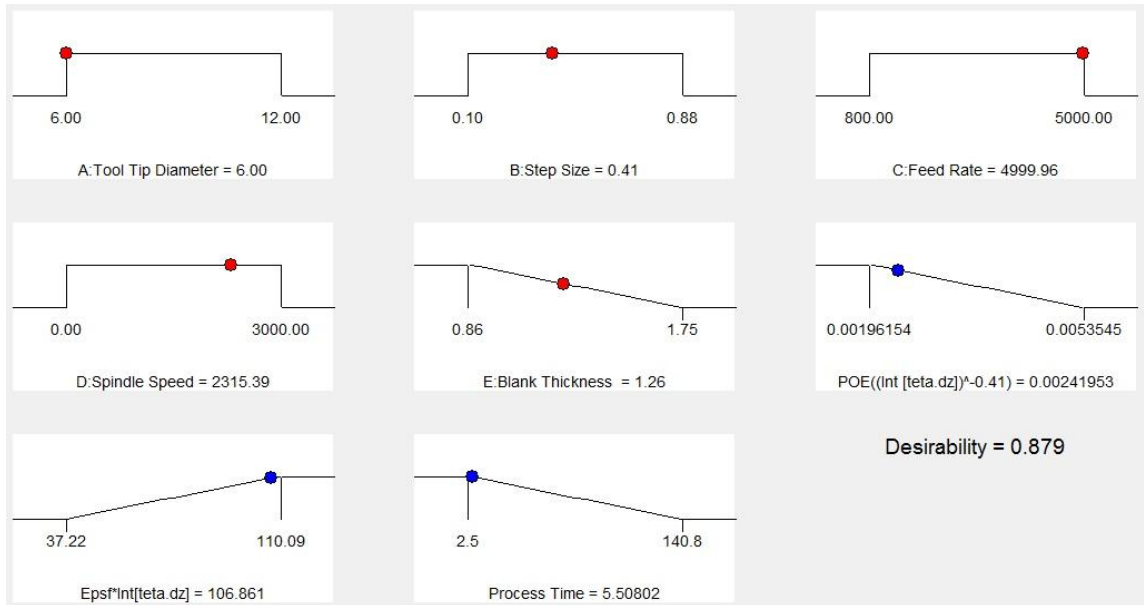 6.00 12.00
A:Tool Tip Diameter = 6.00
0.10 0.88
B:Step Size = 0.41
800.00 5000.00
C:Feed Rate = 4999.96
0.00 3000.00
D:Spindle Speed = 2315.39
0.86 1.75
E:Blank Thickness = 1.26
0.00196154 0.0053545
POE((Int [teta.dz])^-0.41) = 0.00241953
37.22 110.09
Epsf*Int[teta.dz] = 106.861
2.5 140.8
Process Time = 5.50802
Desirability = 0.879